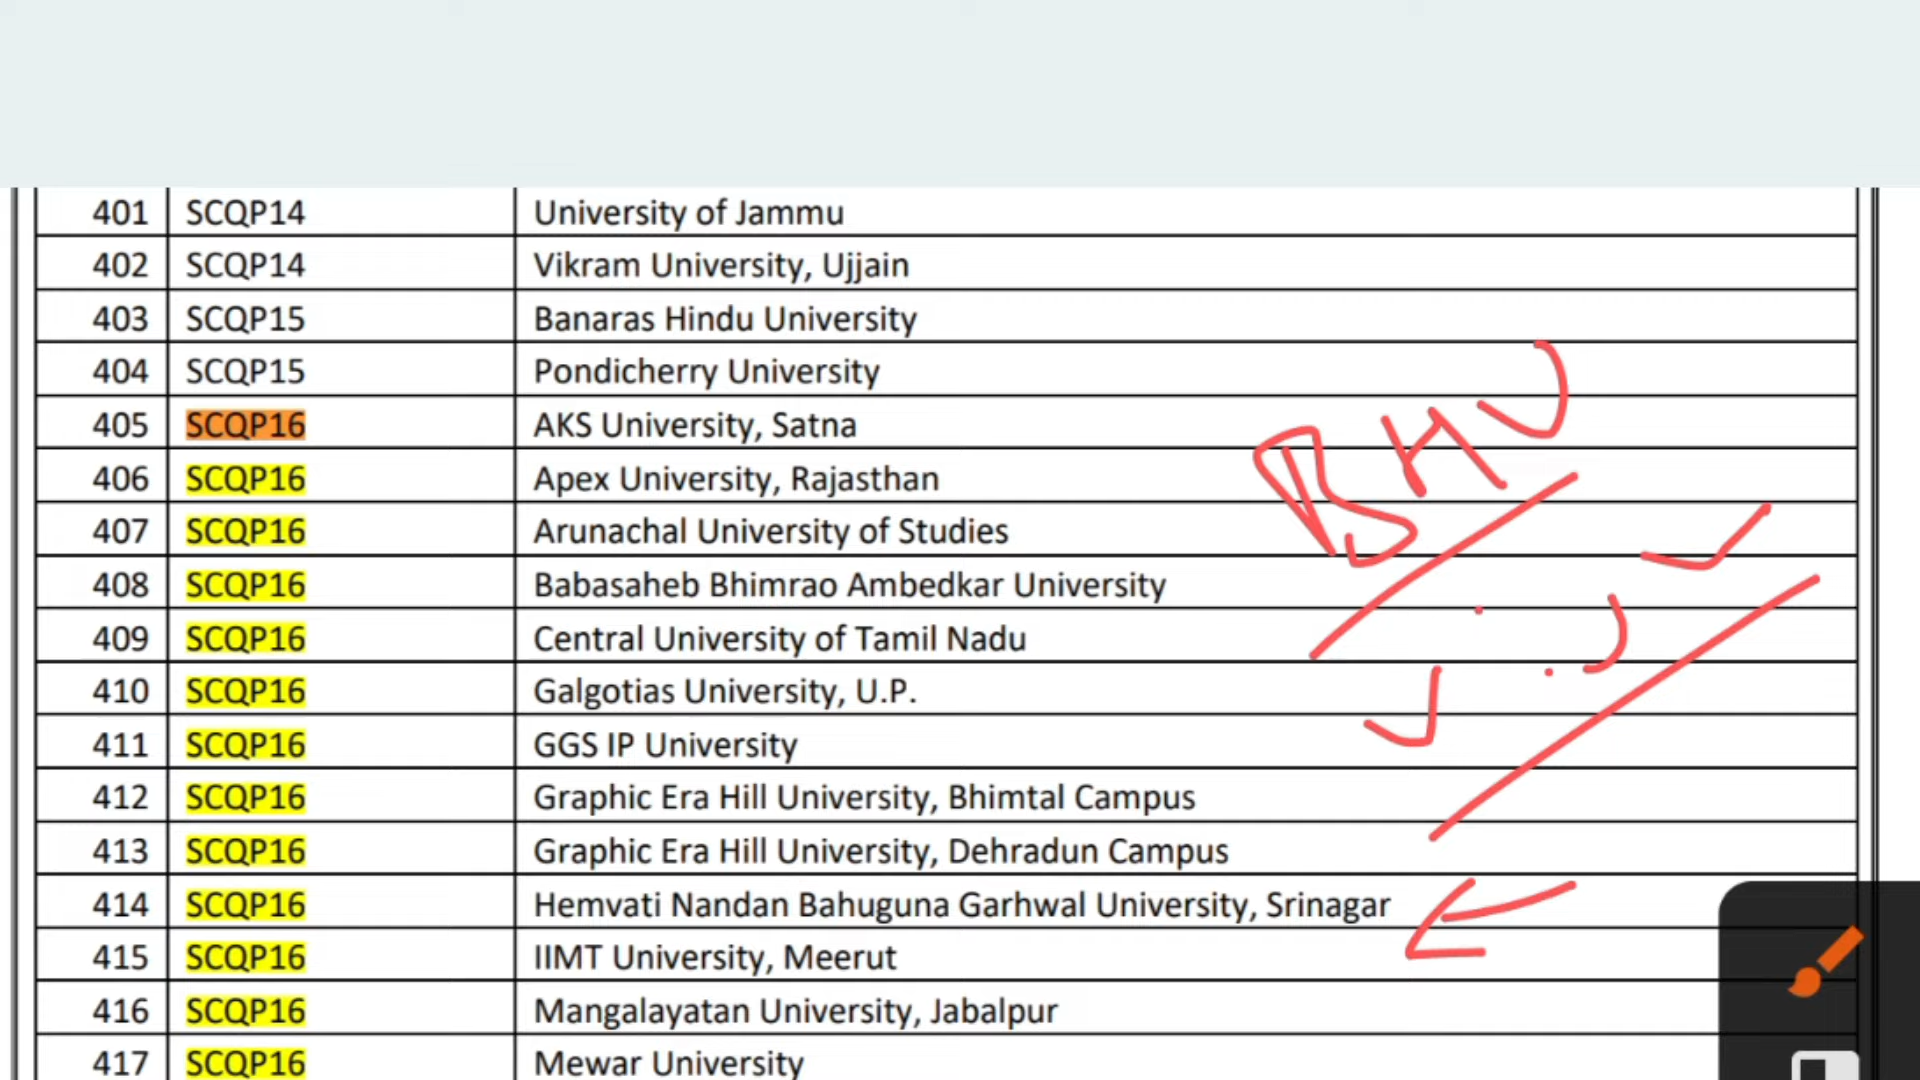 401 SCQP14 University of Jammu
402 SCQP14 Vikram University, Ujjain
403 SCQP15 Banaras Hindu University
404 SCQP15 Pondicherry University
405 SCQP16 AKS University, Satna
406 SCQP16 Apex University, Rajasthan
407 SCQP16 Arunachal University of Studies
408 SCQP16 Babasaheb Bhimrao Ambedkar University
409 SCQP16 Central University of Tamil Nadu
410 SCQP16 Galgotias University, U.P.
411 SCQP16 GGS IP University
412 SCQP16 Graphic Era Hill University, Bhimtal Campus
413 SCQP16 Graphic Era Hill University, Dehradun Campus
414 SCQP16 Hemvati Nandan Bahuguna Garhwal University, Srinagar
415 SCQP16 IIMT University, Meerut
416 SCQP16 Mangalayatan University, Jabalpur
417 SCQP16 Mewar University
BHU